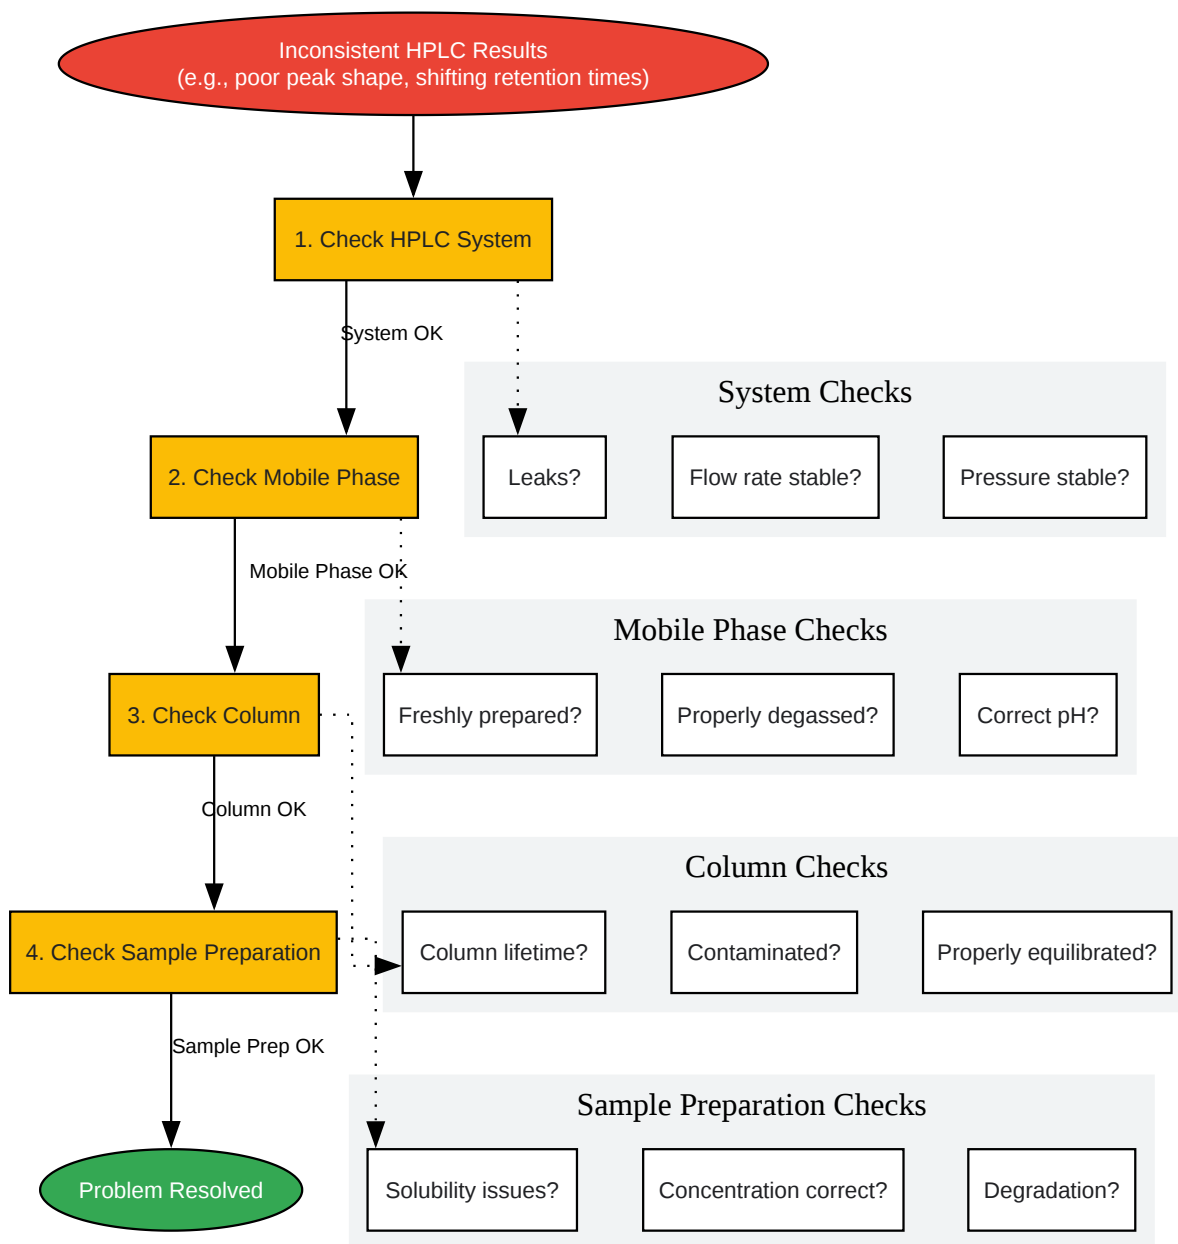 Inconsistent HPLC Results
(e.g., poor peak shape, shifting retention times)
1. Check HPLC System
System OK
System Checks
2. Check Mobile Phase
Leaks?
Flow rate stable?
Pressure stable?
Mobile Phase OK
Mobile Phase Checks
3. Check Column
Freshly prepared?
Properly degassed?
Correct pH?
Column OK
Column Checks
4. Check Sample Preparation
Column lifetime?
Contaminated?
Properly equilibrated?
Sample Prep OK
Sample Preparation Checks
Problem Resolved
Solubility issues?
Concentration correct?
Degradation?